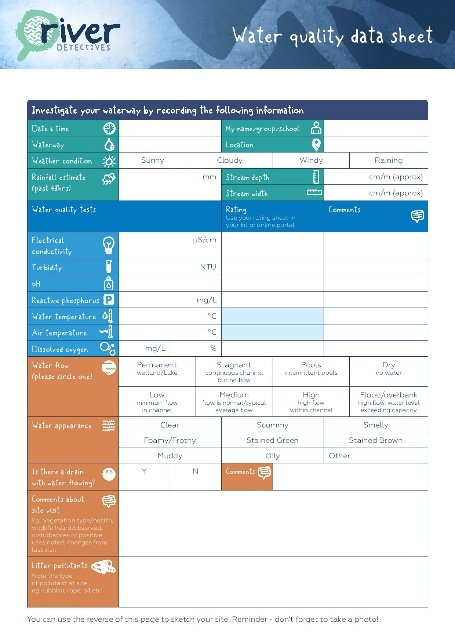 river
DETECTIVES
Water quality data sheet
Investigate your waterway by recording the following information
Date & time
My name/group/school
Waterway
Location
Weather condition
Sunny
Cloudy
Windy
Raining
Rainfall estimate
(past 48hrs)
mm
Stream depth
cm/m (approx)
Stream width
cm/m (approx)
Water quality tests
Rating
Use your rating sheet in
your kit or online portal
Comments
Electrical
conductivity
µS/cm
Turbidity
NTU
pH
Reactive phosphorus
P
mg/L
Water temperature
°C
Air temperature
°C
Dissolved oxygen
mg/L
%
Water flow
(please circle one)
Permanent
wetland/Lake
Stagnant
continuous channel
but no flow
Pools
intermittent pools
Dry
no water
Low
minimum flow
in channel
Medium
flow is normal/typical
average flow
High
high flow
within channel
Flood/overbank
high flow, water level
exceeding capacity
Water appearance
Clear
Scummy
Smelly
Foamy/Frothy
Stained Green
Stained Brown
Muddy
Oily
Other
Is there a drain
with water flowing?
Y
N
Comments
Comments about
site visit
Eg. Vegetation type/health,
wildlife heard/observed,
disturbances or positive
uses noted, changes from
last visit
Litter pollutants
Note the type
of pollutant at site
eg. rubbish, rope, oil etc.
You can use the reverse of this page to sketch your site. Reminder - don't forget to take a photo!